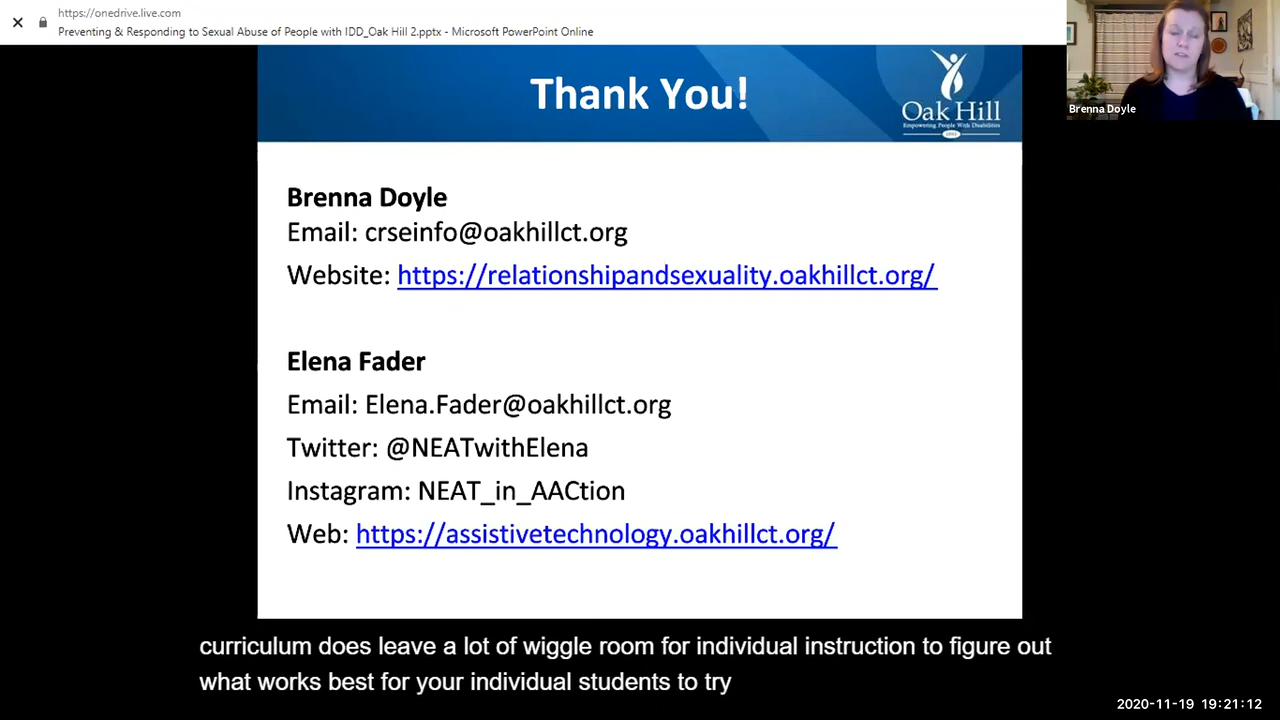 https://onedrive.live.com
Preventing & Responding to Sexual Abuse of People with IDD_Oak Hill 2.pptx - Microsoft PowerPoint Online
Thank You!
Oak Hill
Empowering People With Disabilities
Brenna Doyle
Brenna Doyle
Email: crseinfo@oakhillct.org
Website: https://relationshipandsexuality.oakhillct.org/
Elena Fader
Email: Elena.Fader@oakhillct.org
Twitter: @NEATwithElena
Instagram: NEAT_in_AACtion
Web: https://assistivetechnology.oakhillct.org/
curriculum does leave a lot of wiggle room for individual instruction to figure out
what works best for your individual students to try
2020-11-19 19:21:12